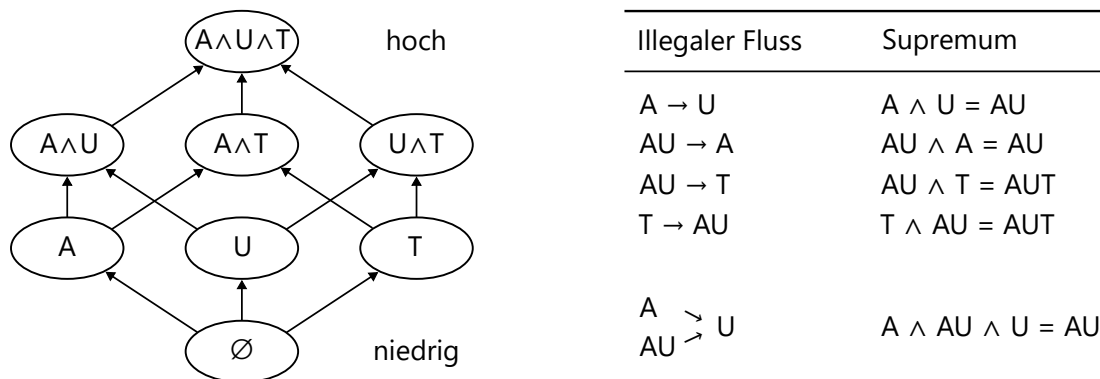 A∧U∧T hoch
A∧U A∧T U∧T
A U T
∅ niedrig
Illegaler Fluss Supremum
A → U A ∧ U = AU
AU → A AU ∧ A = AU
AU → T AU ∧ T = AUT
T → AU T ∧ AU = AUT
A
↘ U A ∧ AU ∧ U = AU
AU ↗